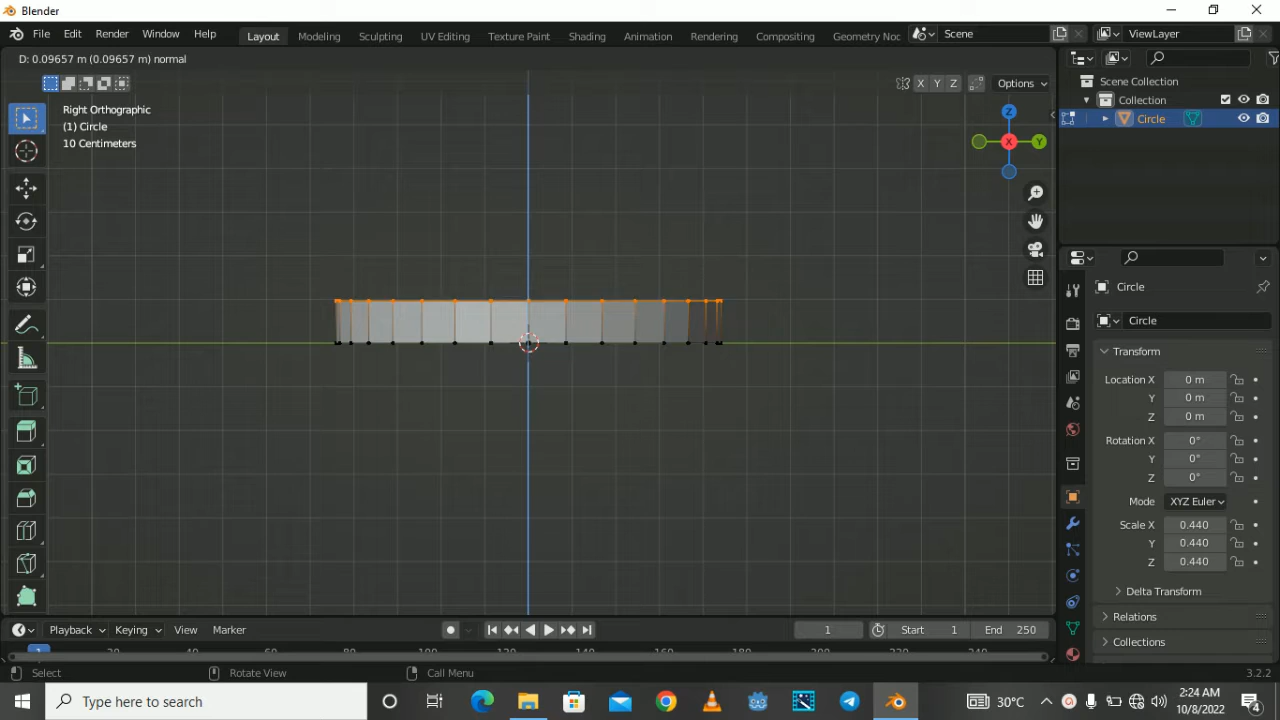 Blender
File Edit Render Window Help Layout Modeling Sculpting UV Editing Texture Paint Shading Animation Rendering Compositing Geometry Noc Scene ViewLayer
D: 0.09657 m (0.09657 m) normal
X Y Z Options
Right Orthographic
(1) Circle
10 Centimeters
Z
X
Y
Scene Collection
Collection
Circle
Circle
Circle
Transform
Location X 0 m
Y 0 m
Z 0 m
Rotation X 0°
Y 0°
Z 0°
Mode XYZ Euler
Scale X 0.440
Y 0.440
Z 0.440
Delta Transform
Relations
Collections
Playback Keying View Marker 1 Start 1 End 250
Select Rotate View Call Menu 3.2.2
Type here to search 30°C 2:24 AM
10/8/2022
4